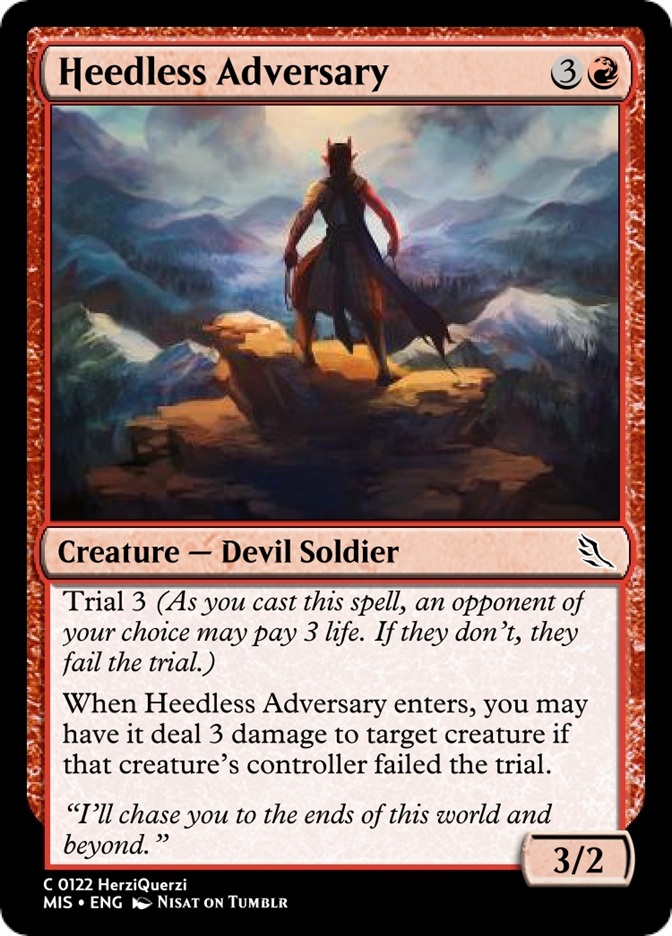 Heedless Adversary 3
Creature — Devil Soldier
Trial 3 (As you cast this spell, an opponent of
your choice may pay 3 life. If they don't, they
fail the trial.)
When Heedless Adversary enters, you may
have it deal 3 damage to target creature if
that creature's controller failed the trial.
"I'll chase you to the ends of this world and
beyond."
3/2
C 0122 HerziQuerzi
MIS • ENG Nisat on Tumblr